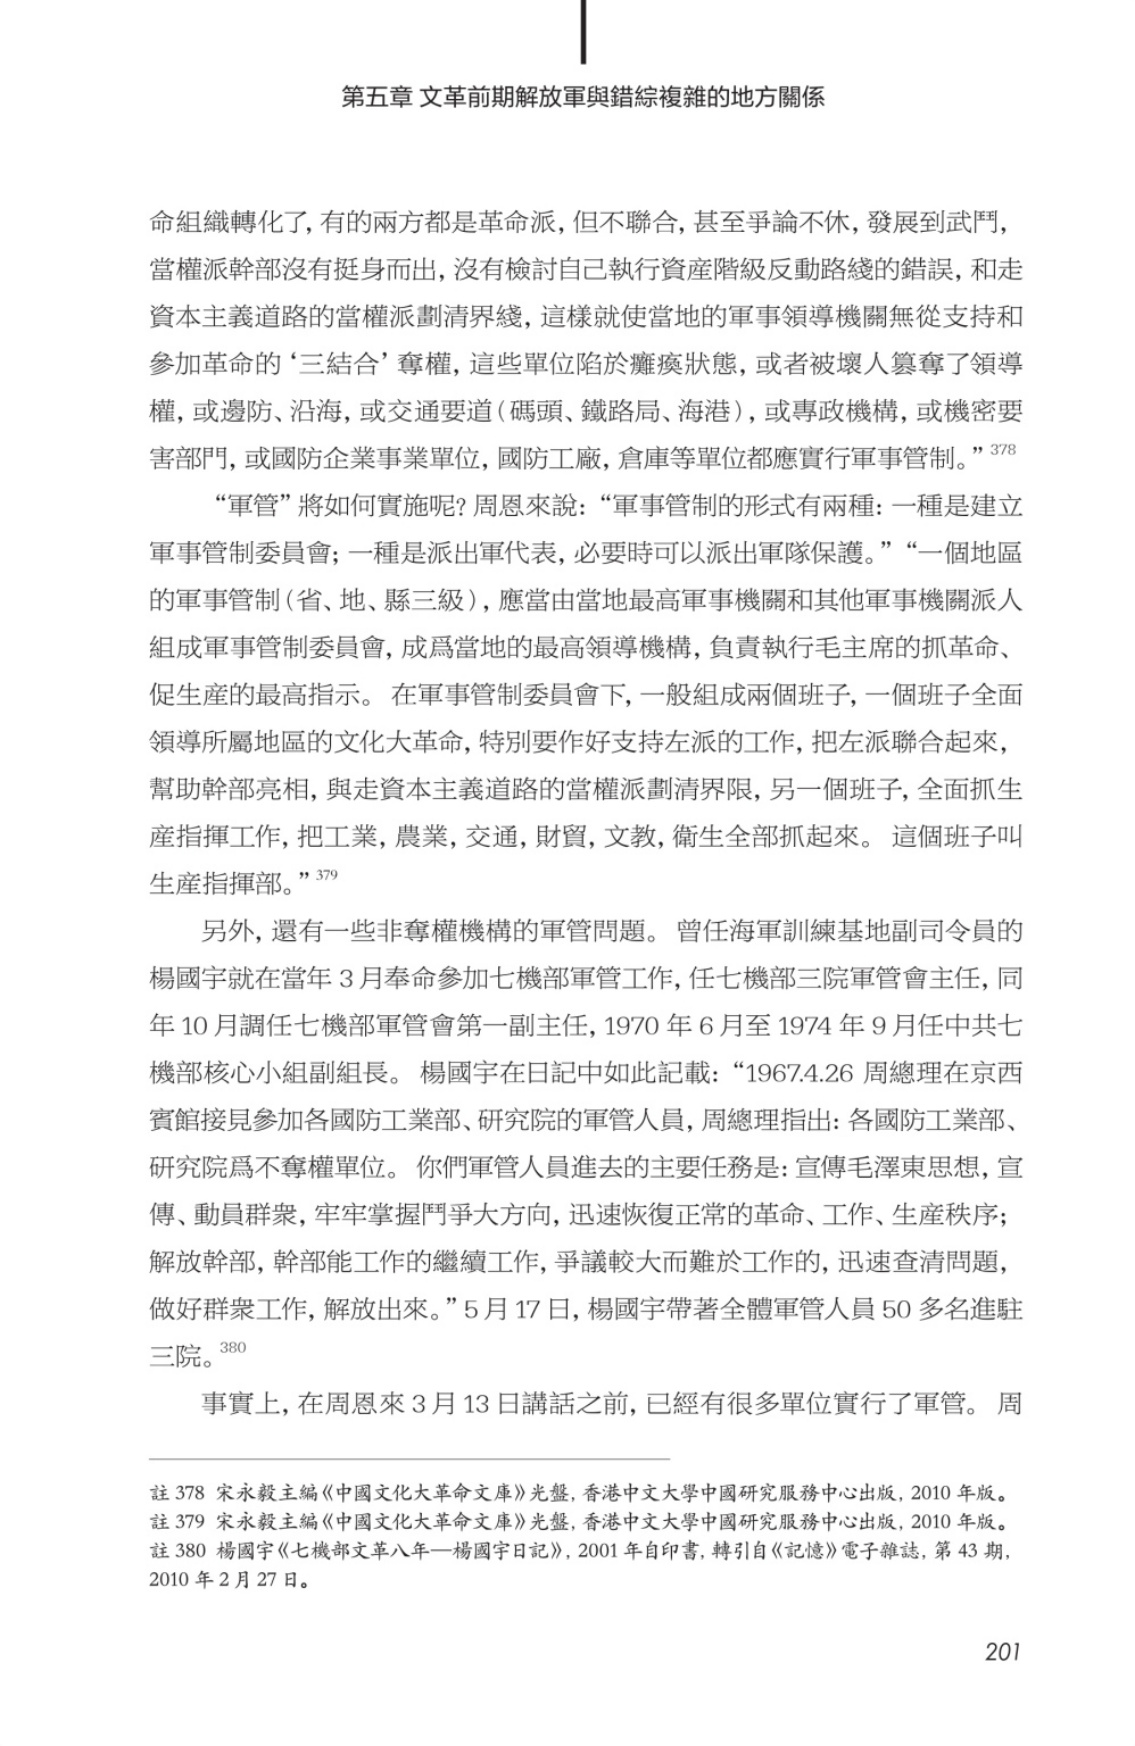 第五章 文革前期解放軍與錯綜複雜的地方關係
命組織轉化了, 有的兩方都是革命派, 但不聯合, 甚至爭論不休, 發展到武鬥,
當權派幹部沒有挺身而出, 沒有檢討自己執行資産階級反動路綫的錯誤, 和走
資本主義道路的當權派劃清界綫, 這樣就使當地的軍事領導機關無從支持和
參加革命的 ‘三結合’ 奪權, 這些單位陷於癱瘓狀態, 或者被壞人篡奪了領導
權, 或邊防、沿海, 或交通要道(碼頭、鐵路局、海港), 或專政機構, 或機密要
害部門, 或國防企業事業單位, 國防工廠, 倉庫等單位都應實行軍事管制。” 378
“軍管” 將如何實施呢? 周恩來說: “軍事管制的形式有兩種: 一種是建立
軍事管制委員會; 一種是派出軍代表, 必要時可以派出軍隊保護。” “一個地區
的軍事管制(省、地、縣三級), 應當由當地最高軍事機關和其他軍事機關派人
組成軍事管制委員會, 成爲當地的最高領導機構, 負責執行毛主席的抓革命、
促生産的最高指示。 在軍事管制委員會下, 一般組成兩個班子, 一個班子全面
領導所屬地區的文化大革命, 特別要作好支持左派的工作, 把左派聯合起來,
幫助幹部亮相, 與走資本主義道路的當權派劃清界限, 另一個班子, 全面抓生
産指揮工作, 把工業, 農業, 交通, 財貿, 文教, 衛生全部抓起來。 這個班子叫
生産指揮部。” 379
另外, 還有一些非奪權機構的軍管問題。 曾任海軍訓練基地副司令員的
楊國宇就在當年 3 月奉命參加七機部軍管工作, 任七機部三院軍管會主任, 同
年 10 月調任七機部軍管會第一副主任, 1970 年 6 月至 1974 年 9 月任中共七
機部核心小組副組長。 楊國宇在日記中如此記載: “1967.4.26 周總理在京西
賓館接見參加各國防工業部、研究院的軍管人員, 周總理指出: 各國防工業部、
研究院爲不奪權單位。 你們軍管人員進去的主要任務是: 宣傳毛澤東思想, 宣
傳、動員群衆, 牢牢掌握鬥爭大方向, 迅速恢復正常的革命、工作、生産秩序;
解放幹部, 幹部能工作的繼續工作, 爭議較大而難於工作的, 迅速查清問題,
做好群衆工作, 解放出來。” 5 月 17 日, 楊國宇帶著全體軍管人員 50 多名進駐
三院。380
事實上, 在周恩來 3 月 13 日講話之前, 已經有很多單位實行了軍管。 周
註 378 宋永毅主編《中國文化大革命文庫》光盤, 香港中文大學中國研究服務中心出版, 2010 年版。
註 379 宋永毅主編《中國文化大革命文庫》光盤, 香港中文大學中國研究服務中心出版, 2010 年版。
註 380 楊國宇《七機部文革八年—楊國宇日記》, 2001 年自印書, 轉引自《記憶》電子雜誌, 第 43 期,
2010 年 2 月 27 日。
201